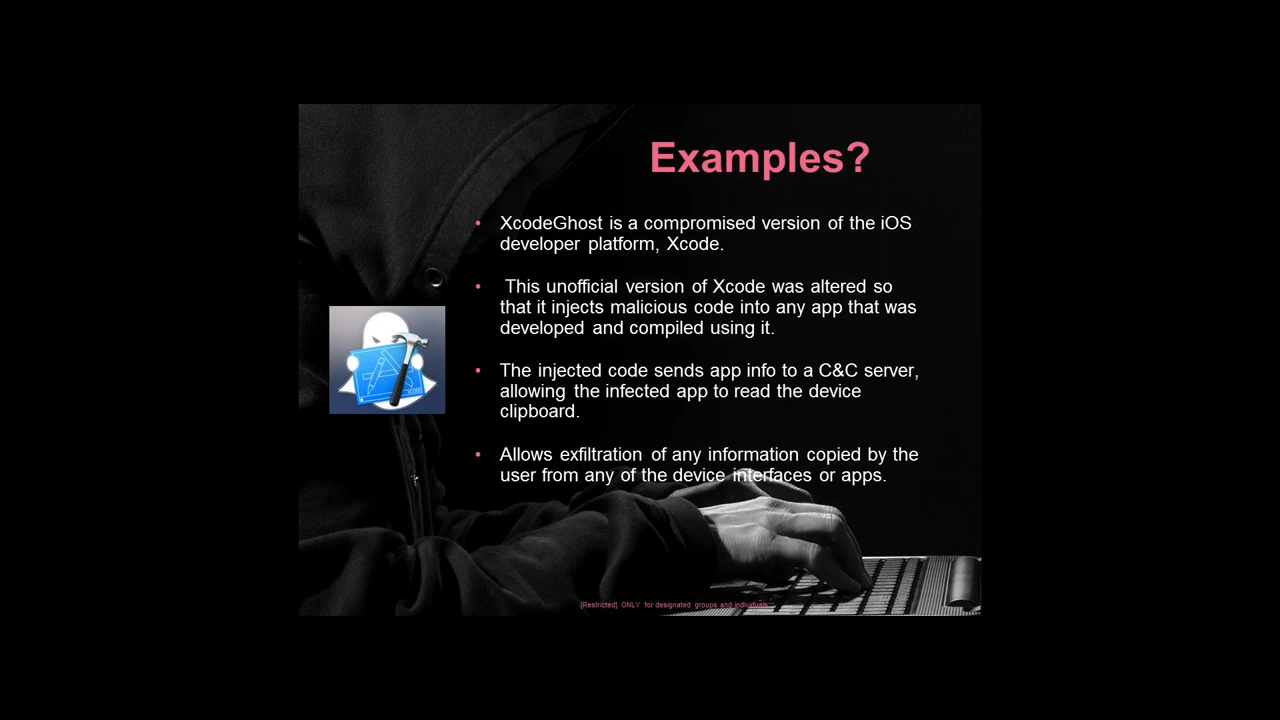 Examples?
• XcodeGhost is a compromised version of the iOS
developer platform, Xcode.
• This unofficial version of Xcode was altered so
that it injects malicious code into any app that was
developed and compiled using it.
• The injected code sends app info to a C&C server,
allowing the infected app to read the device
clipboard.
• Allows exfiltration of any information copied by the
user from any of the device interfaces or apps.
[Restricted] ONLY for designated groups and individuals